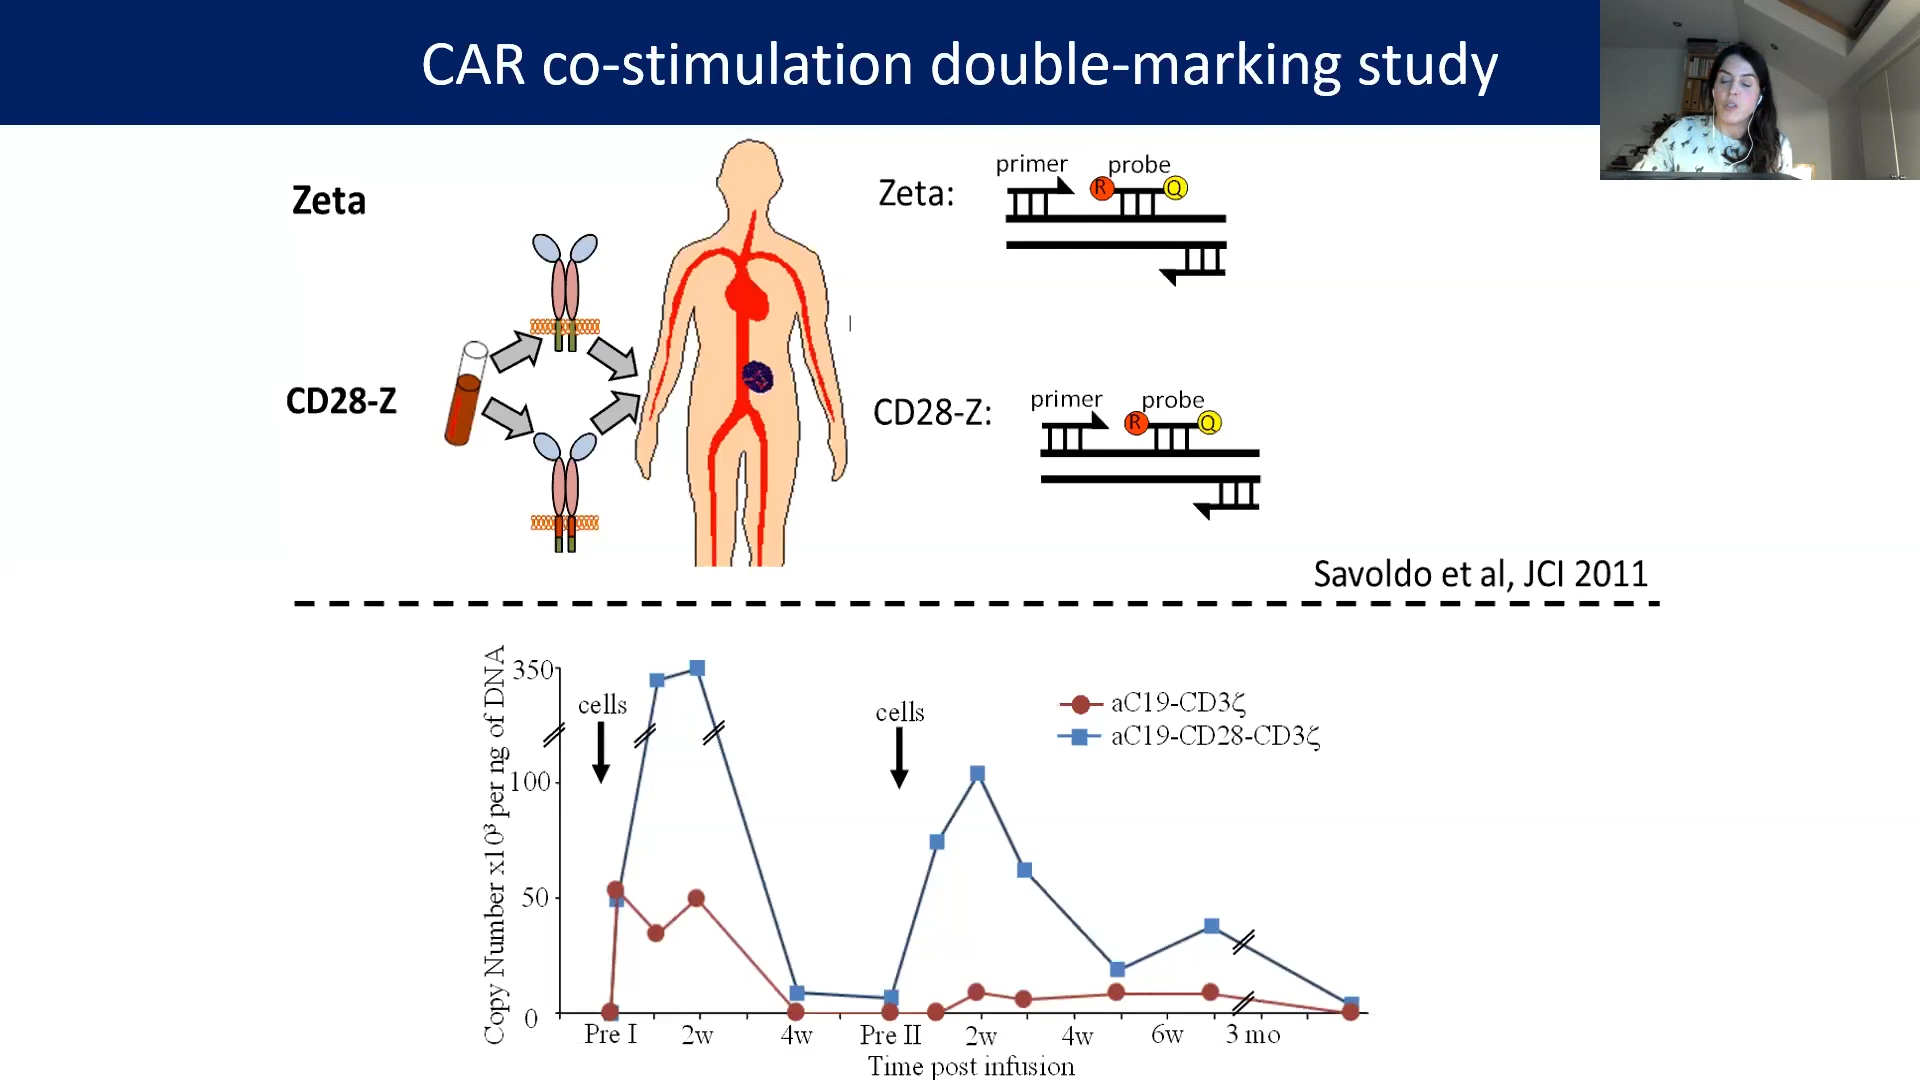 CAR co-stimulation double-marking study
Zeta
CD28-Z
Zeta:
primer
probe
R
Q
CD28-Z:
primer
probe
R
Q
Savoldo et al, JCI 2011
Copy Number x10³ per ng of DNA
350
100
50
0
cells
cells
aC19-CD3ζ
aC19-CD28-CD3ζ
Pre I 2w 4w Pre II 2w 4w 6w 3 mo
Time post infusion